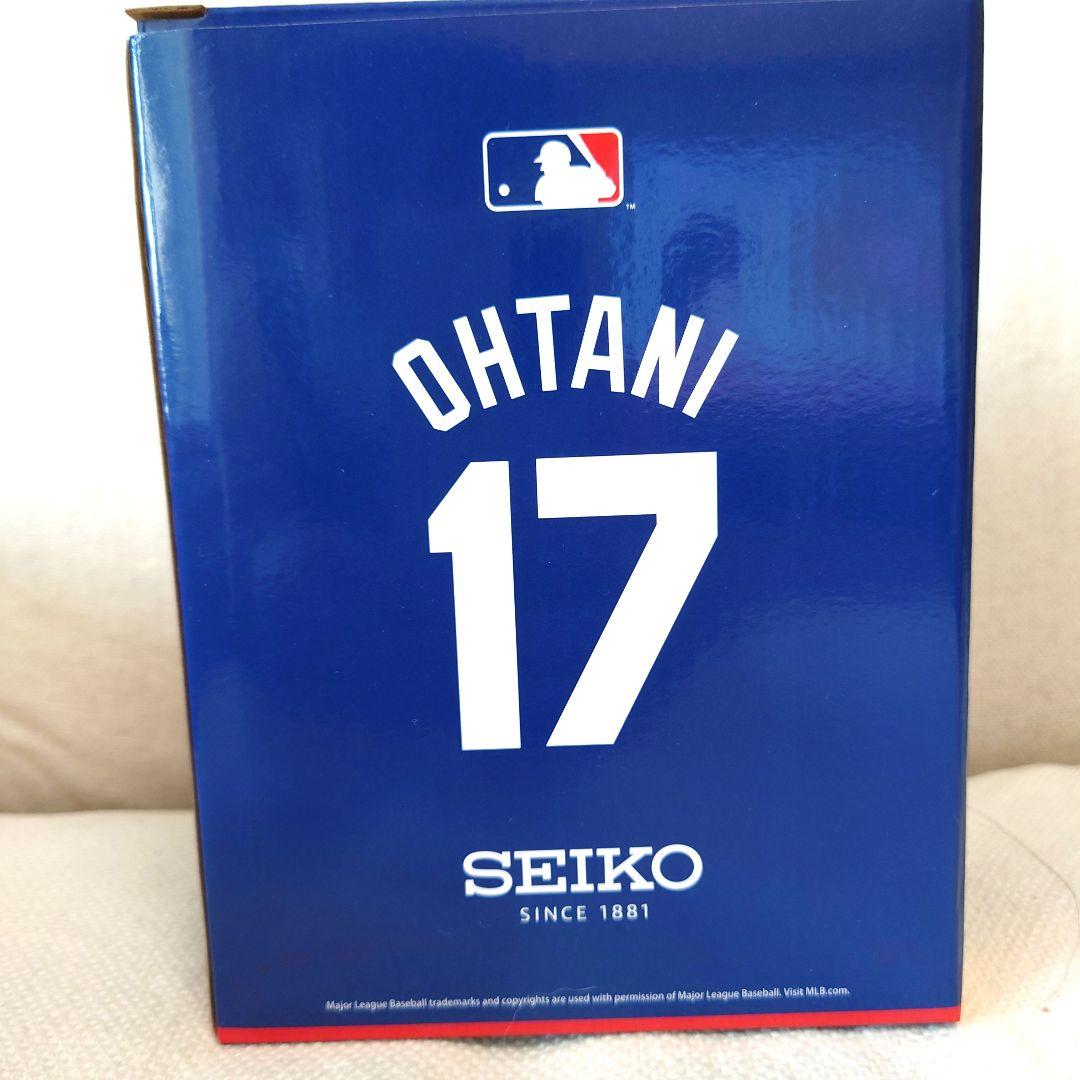 TM
OHTANI
17
SEIKO
SINCE 1881
Major League Baseball trademarks and copyrights are used with permission of Major League Baseball. Visit MLB.com.